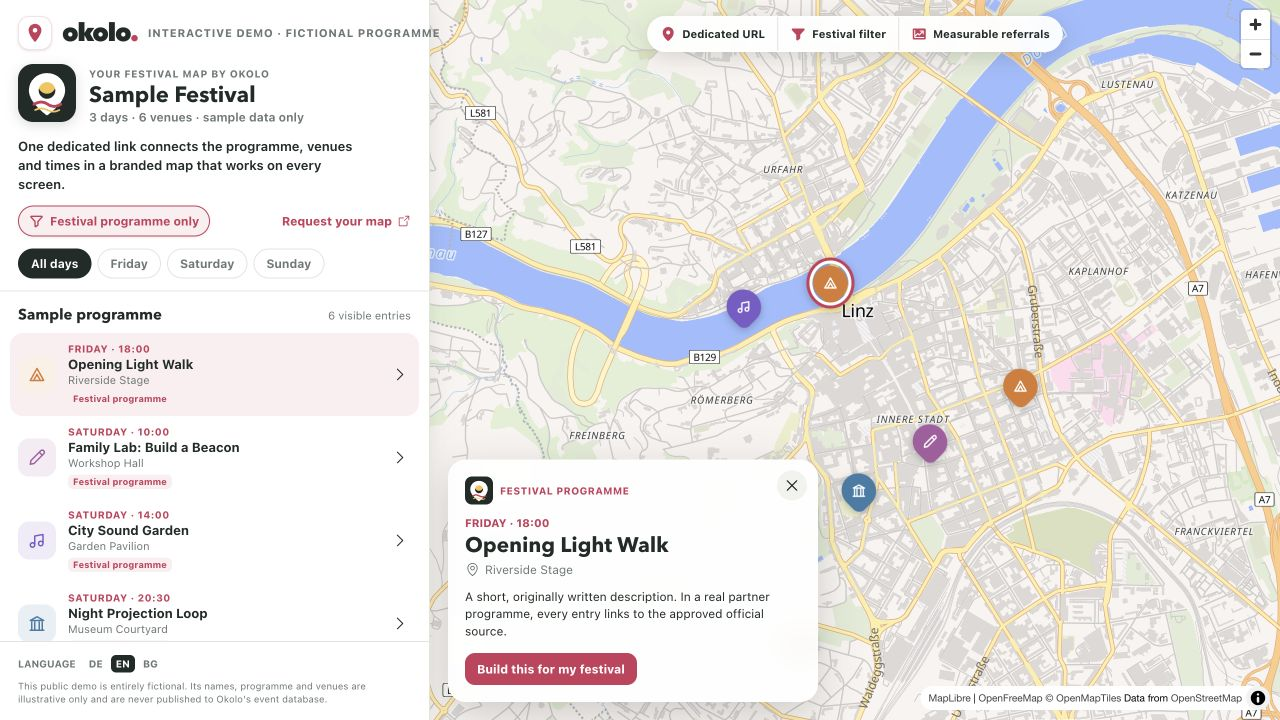 okolo.
INTERACTIVE DEMO · FICTIONAL PROGRAMME
YOUR FESTIVAL MAP BY OKOLO
Sample Festival
3 days · 6 venues · sample data only
One dedicated link connects the programme, venues
and times in a branded map that works on every
screen.
Festival programme only
Request your map
All days
Friday
Saturday
Sunday
Sample programme
6 visible entries
FRIDAY · 18:00
Opening Light Walk
Riverside Stage
Festival programme
SATURDAY · 10:00
Family Lab: Build a Beacon
Workshop Hall
Festival programme
SATURDAY · 14:00
City Sound Garden
Garden Pavilion
Festival programme
SATURDAY · 20:30
Night Projection Loop
Museum Courtyard
LANGUAGE DE EN BG
This public demo is entirely fictional. Its names, programme and venues are
illustrative only and are never published to Okolo's event database.
Dedicated URL
Festival filter
Measurable referrals
+
−
LUSTENAU
L581
URFAHR
KATZENAU
B127
L581
nau
KAPLANHOF
HAFEN
A7
Linz
Gruberstraße
B129
RÖMERBERG
INNERE STADT
FREINBERG
A7
FRANCKVIERTEL
Waldeggstraße
A7
FESTIVAL PROGRAMME
FRIDAY · 18:00
Opening Light Walk
Riverside Stage
A short, originally written description. In a real partner
programme, every entry links to the approved official
source.
Build this for my festival
MapLibre | OpenFreeMap © OpenMapTiles Data from OpenStreetMap